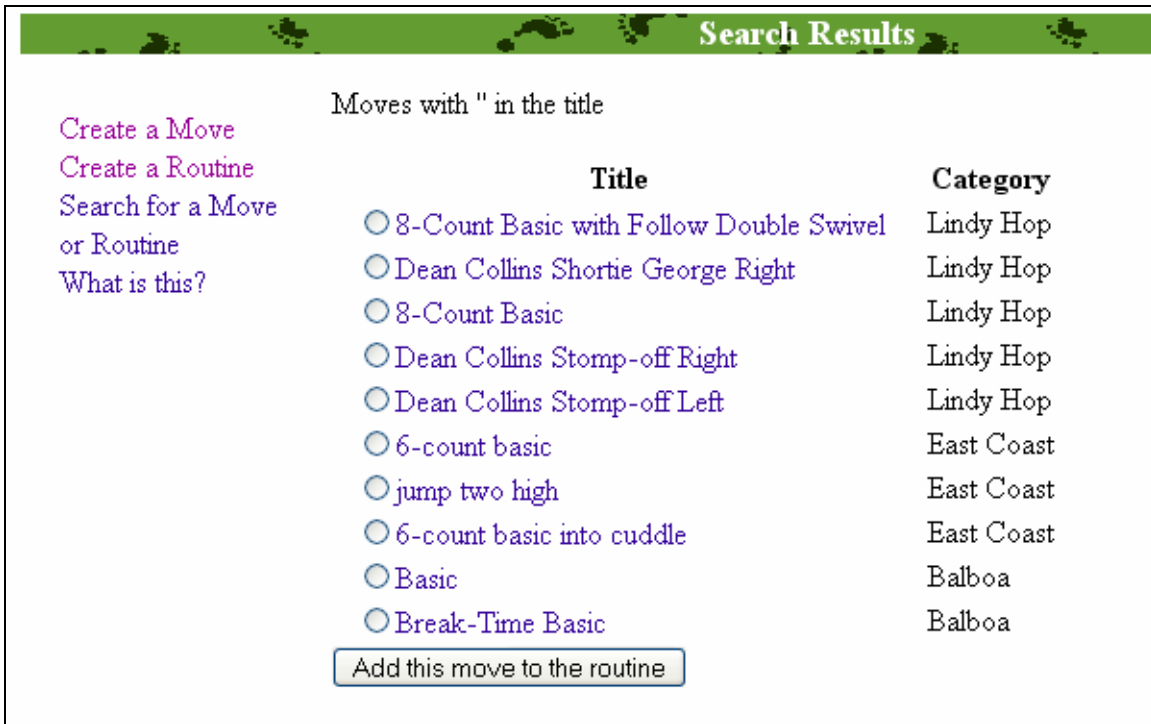 Search Results
Create a Move
Create a Routine
Search for a Move
or Routine
What is this?
Moves with '' in the title
Title Category
8-Count Basic with Follow Double Swivel Lindy Hop
Dean Collins Shortie George Right Lindy Hop
8-Count Basic Lindy Hop
Dean Collins Stomp-off Right Lindy Hop
Dean Collins Stomp-off Left Lindy Hop
6-count basic East Coast
jump two high East Coast
6-count basic into cuddle East Coast
Basic Balboa
Break-Time Basic Balboa
Add this move to the routine